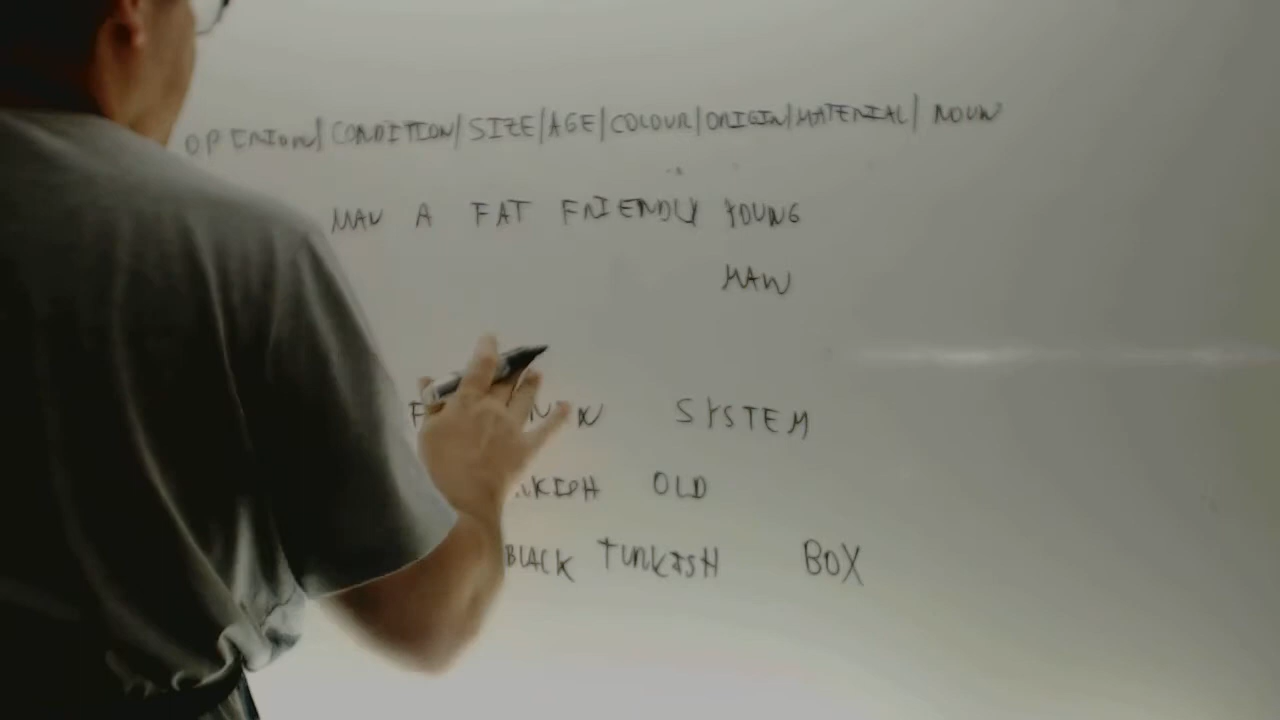 OPINION/CONDITION/SIZE/AGE/COLOUR/ORIGIN/MATERIAL/ NOUN
MAN A FAT FRIENDLY YOUNG
MAN
SYSTEM
OLD
BLACK TURKISH BOX